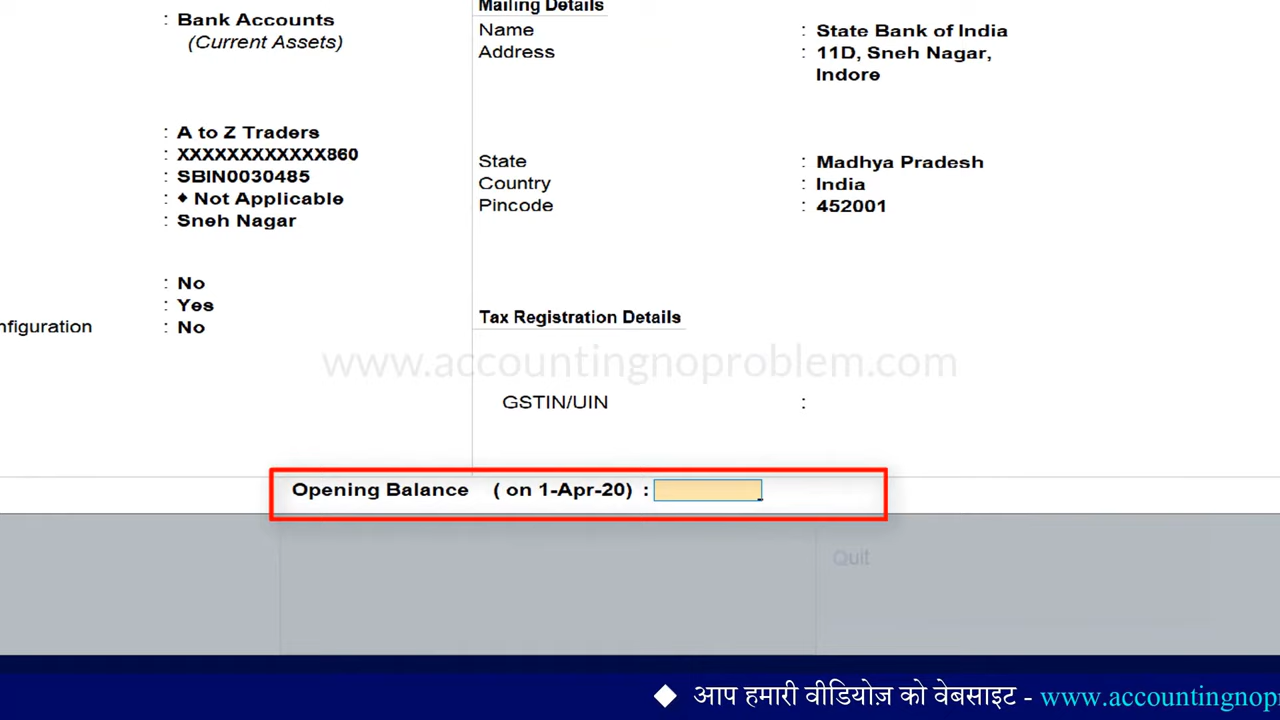 : Bank Accounts
(Current Assets)
: A to Z Traders
: XXXXXXXXXXXX860
: SBIN0030485
: ♦ Not Applicable
: Sneh Nagar
: No
: Yes
nfiguration : No
Mailing Details
Name : State Bank of India
Address : 11D, Sneh Nagar,
Indore
State : Madhya Pradesh
Country : India
Pincode : 452001
Tax Registration Details
www.accountingnoproblem.com
GSTIN/UIN :
Opening Balance ( on 1-Apr-20) :
Quit
◆ आप हमारी वीडियोज़ को वेबसाइट - www.accountingnop